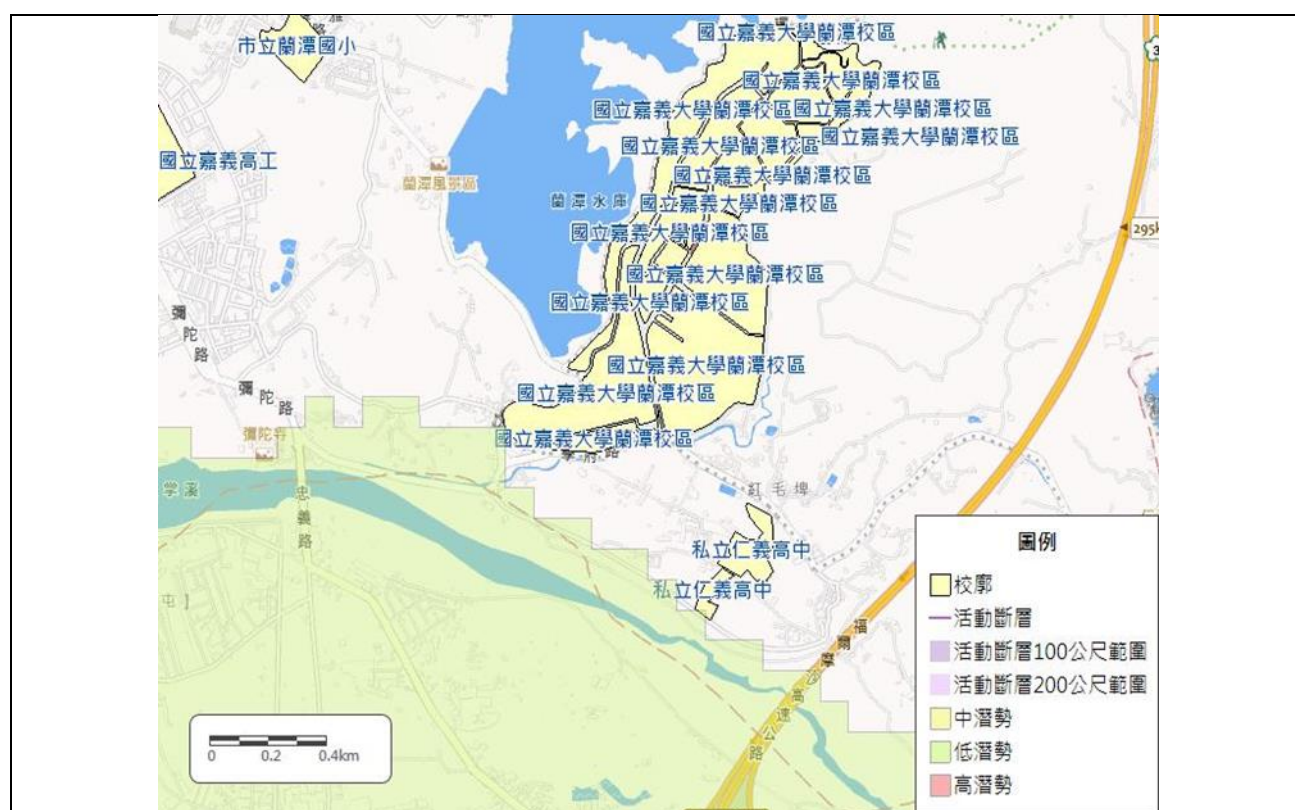 國立嘉義大學蘭潭校區
市立蘭潭國小
國立嘉義大學蘭潭校區
國立嘉義大學蘭潭校區
國立嘉義大學蘭潭校區
國立嘉義大學蘭潭校區
國立嘉義大學蘭潭校區
國立嘉義高工
國立嘉義大學蘭潭校區
蘭潭風景區
蘭潭水庫
國立嘉義大學蘭潭校區
國立嘉義大學蘭潭校區
295k
國立嘉義大學蘭潭校區
國立嘉義大學蘭潭校區
彌陀路
國立嘉義大學蘭潭校區
彌陀路
國立嘉義大學蘭潭校區
彌陀寺
國立嘉義大學蘭潭校區
紅毛埤
忠義路
私立仁義高中
私立仁義高中
福爾摩沙高速公路
圖例
校廓
活動斷層
活動斷層100公尺範圍
活動斷層200公尺範圍
中潛勢
低潛勢
高潛勢
0 0.2 0.4km